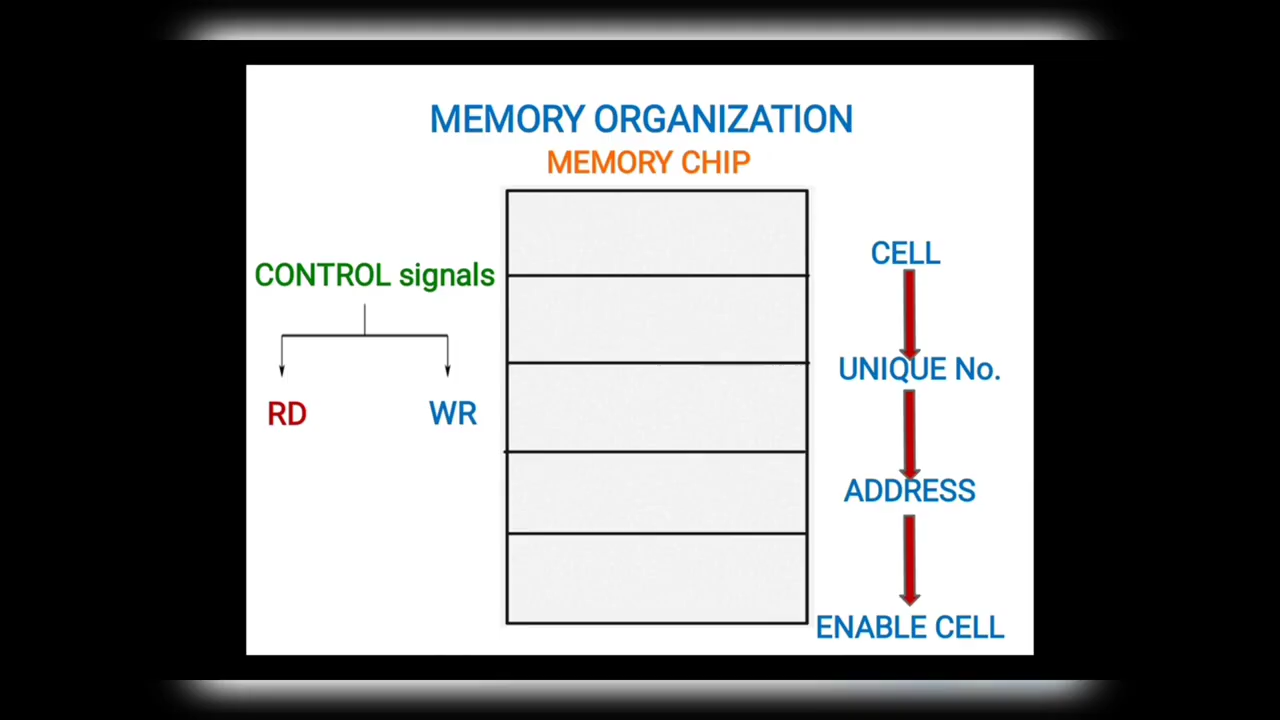 MEMORY ORGANIZATION
MEMORY CHIP
CONTROL signals
RD
WR
CELL
UNIQUE No.
ADDRESS
ENABLE CELL